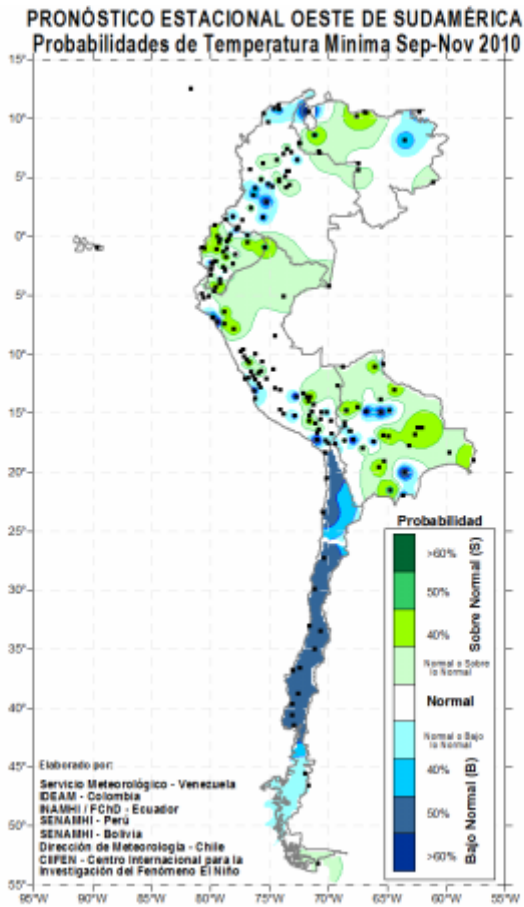 PRONÓSTICO ESTACIONAL OESTE DE SUDAMÉRICA
Probabilidades de Temperatura Minima Sep-Nov 2010
15°
10°
5°
0°
5°
10°
15°
20°
25°
30°
35°
40°
45°
50°
55°
95°W 90°W 85°W 80°W 75°W 70°W 65°W 60°W 55°W
Probabilidad
>60%
50%
40%
Sobre Normal (S)
Normal o Sobre
lo Normal
Normal
Normal o Bajo
lo Normal
40%
50%
>60%
Bajo Normal (B)
Elaborado por:
Servicio Meteorológico - Venezuela
IDEAM - Colombia
INAMHI / FChD - Ecuador
SENAMHI - Perú
SENAMHI - Bolivia
Dirección de Meteorología - Chile
CIIFEN - Centro Internacional para la
Investigación del Fenómeno El Niño